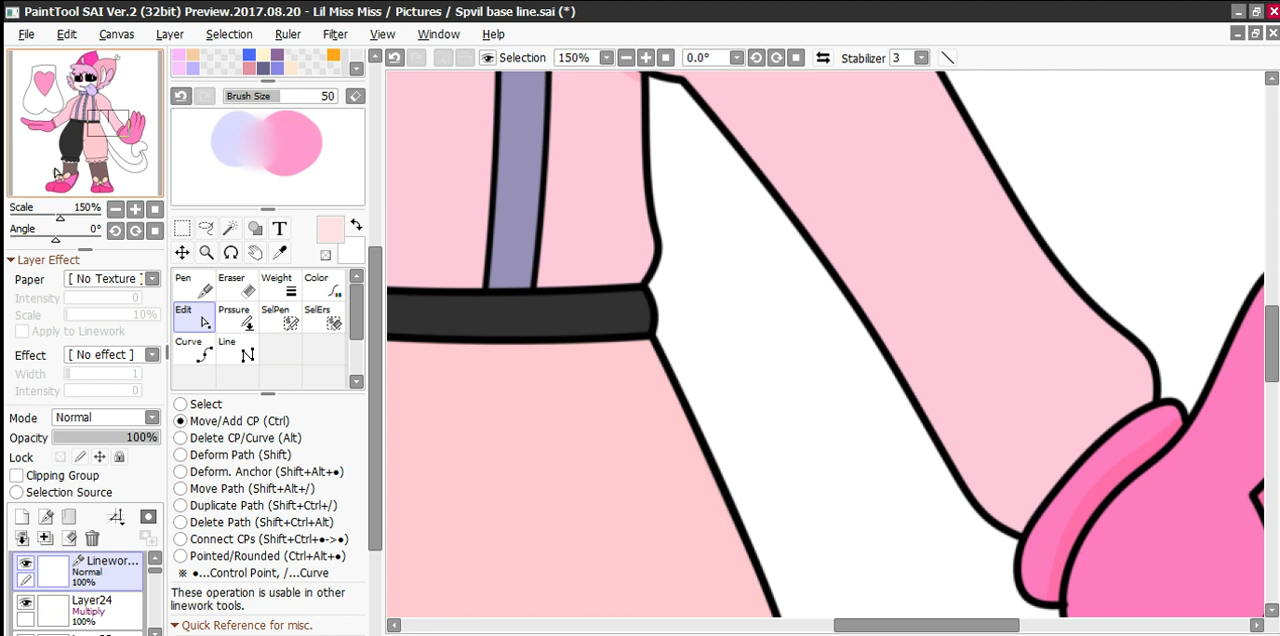 PaintTool SAI Ver.2 (32bit) Preview.2017.08.20 - Lil Miss Miss / Pictures / Spvil base line.sai (*)
File Edit Canvas Layer Selection Ruler Filter View Window Help
Selection 150% 0.0° Stabilizer 3
Brush Size 50
Scale 150%
Angle 0°
Layer Effect
Paper [ No Texture ]
Intensity 0
Scale 10%
Apply to Linework
Effect [ No effect ]
Width 1
Intensity 0
Mode Normal
Opacity 100%
Lock
Clipping Group
Selection Source
Linewor...
Normal
100%
Layer24
Multiply
100%
T
Pen Eraser Weight Color
Edit Prssure SelPen SelErs
Curve Line
Select
Move/Add CP (Ctrl)
Delete CP/Curve (Alt)
Deform Path (Shift)
Deform. Anchor (Shift+Alt+●)
Move Path (Shift+Alt+/)
Duplicate Path (Shift+Ctrl+/)
Delete Path (Shift+Ctrl+Alt)
Connect CPs (Shift+Ctrl+●->●)
Pointed/Rounded (Ctrl+Alt+●)
※ ●...Control Point, /...Curve
These operation is usable in other
linework tools.
Quick Reference for misc.